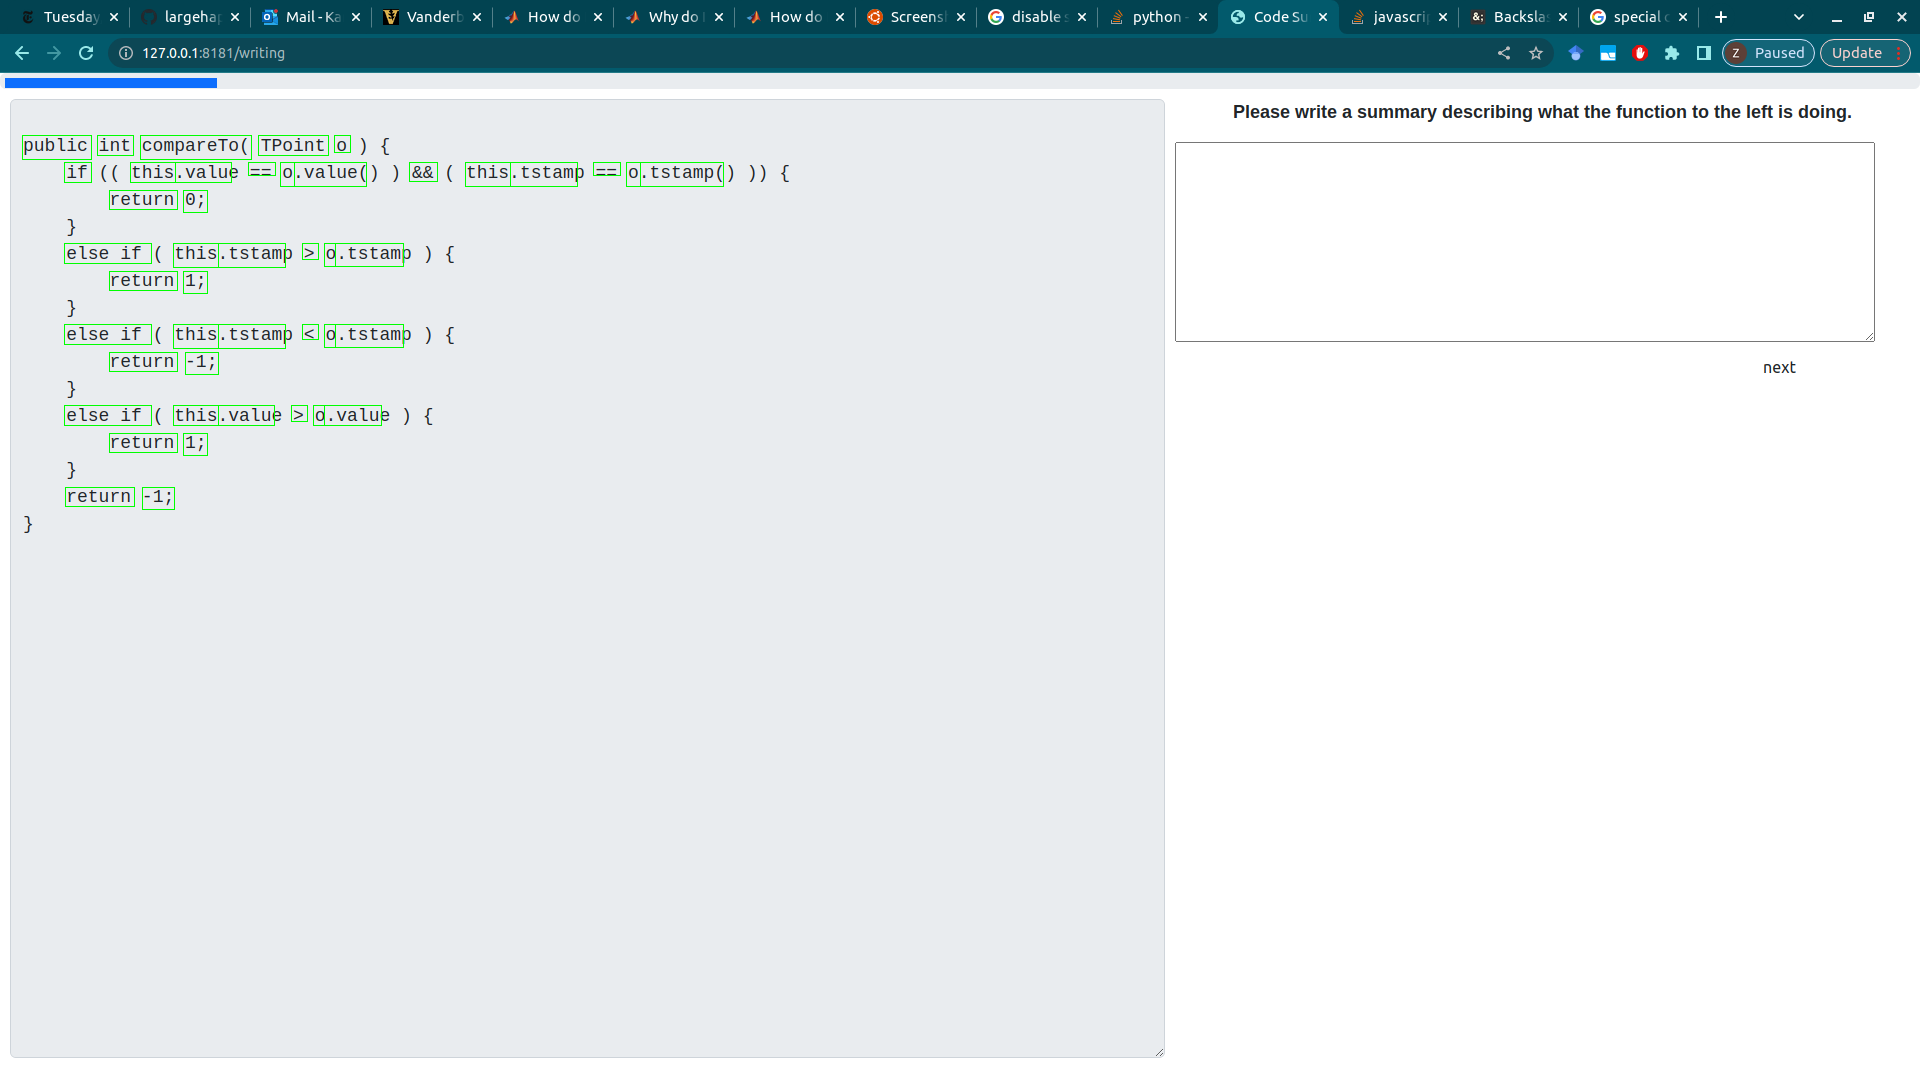 Tuesday
largeha
Mail - Ka
Vanderb
How do
Why do
How do
Screens
disable s
python -
Code Su
javascri
Backsla
special c
127.0.0.1:8181/writing
Z Paused
Update
Please write a summary describing what the function to the left is doing.
public int compareTo( TPoint o ) {
if (( this.value == o.value() ) && ( this.tstamp == o.tstamp() )) {
return 0;
}
else if ( this.tstamp > o.tstamp ) {
return 1;
}
else if ( this.tstamp < o.tstamp ) {
return -1;
}
else if ( this.value > o.value ) {
return 1;
}
return -1;
}
next